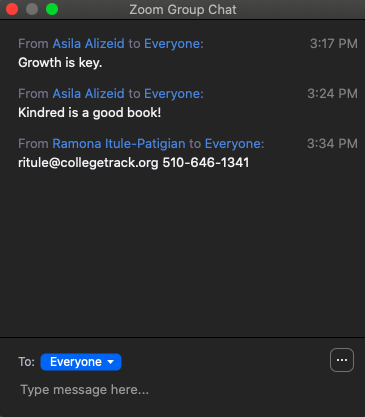 Zoom Group Chat
From Asila Alizeid to Everyone: 3:17 PM
Growth is key.
From Asila Alizeid to Everyone: 3:24 PM
Kindred is a good book!
From Ramona Itule-Patigian to Everyone: 3:34 PM
ritule@collegetrack.org 510-646-1341
To: Everyone
Type message here...